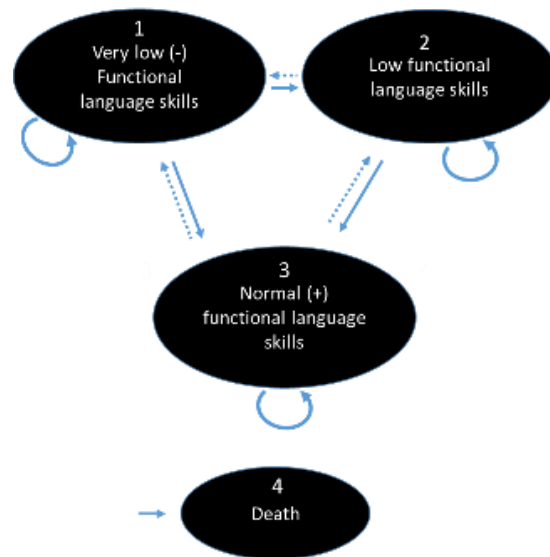 1
Very low (-)
Functional
language skills
2
Low functional
language skills
3
Normal (+)
functional language
skills
4
Death